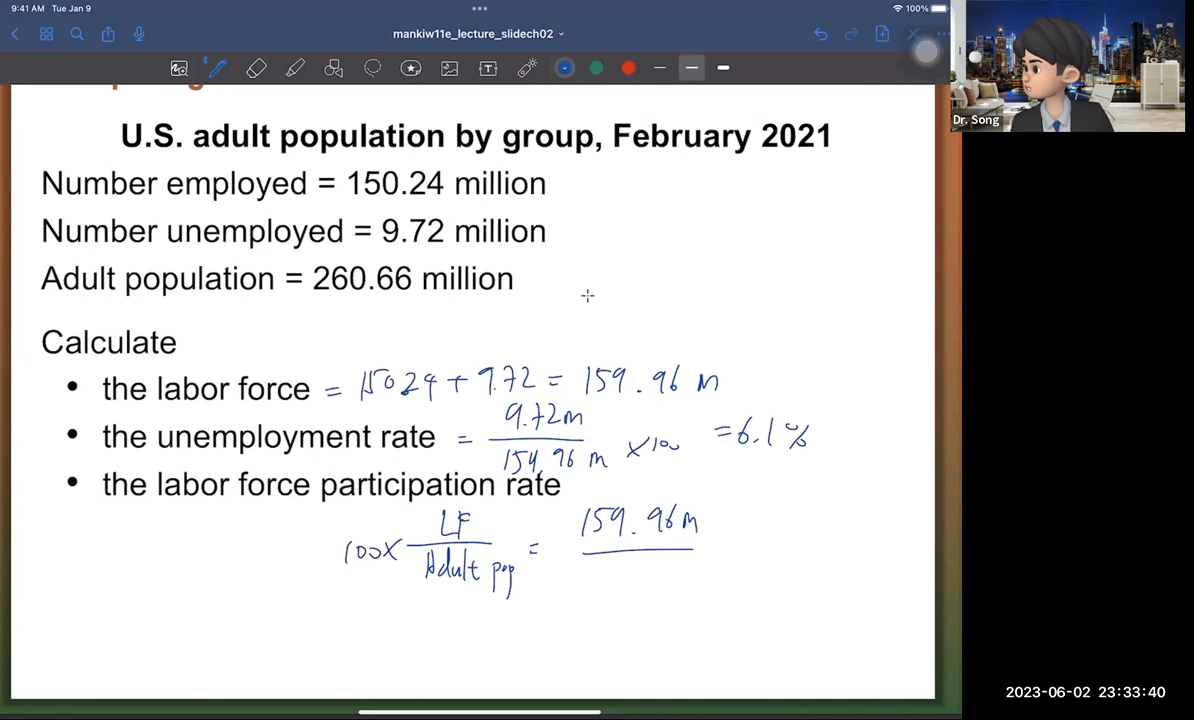 9:41 AM Tue Jan 9
100%
mankiw11e_lecture_slidech02
Dr. Song
U.S. adult population by group, February 2021
Number employed = 150.24 million
Number unemployed = 9.72 million
Adult population = 260.66 million
Calculate
• the labor force = 150.24 + 9.72 = 159.96 m
9.72m
• the unemployment rate = × 100 = 6.1%
159.96 m
• the labor force participation rate
LF 159.96m
100× =
Adult pop
2023-06-02 23:33:40